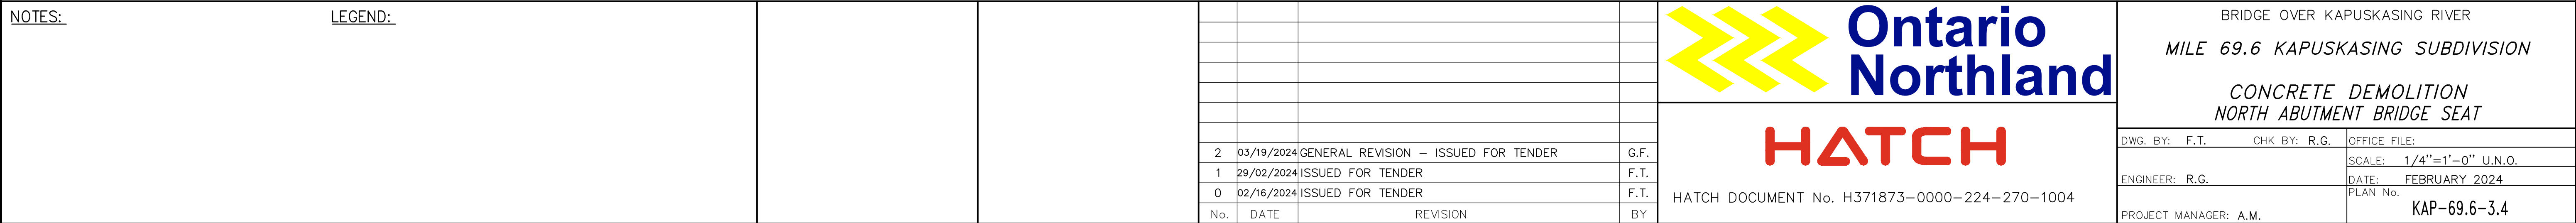 NOTES:
LEGEND:
2 03/19/2024 GENERAL REVISION – ISSUED FOR TENDER G.F.
1 29/02/2024 ISSUED FOR TENDER F.T.
0 02/16/2024 ISSUED FOR TENDER F.T.
No. DATE REVISION BY
Ontario
Northland
HATCH
HATCH DOCUMENT No. H371873-0000-224-270-1004
BRIDGE OVER KAPUSKASING RIVER
MILE 69.6 KAPUSKASING SUBDIVISION
CONCRETE DEMOLITION
NORTH ABUTMENT BRIDGE SEAT
DWG. BY: F.T. CHK BY: R.G.
OFFICE FILE:
SCALE: 1/4"=1'-0" U.N.O.
ENGINEER: R.G.
DATE: FEBRUARY 2024
PLAN No.
KAP-69.6-3.4
PROJECT MANAGER: A.M.